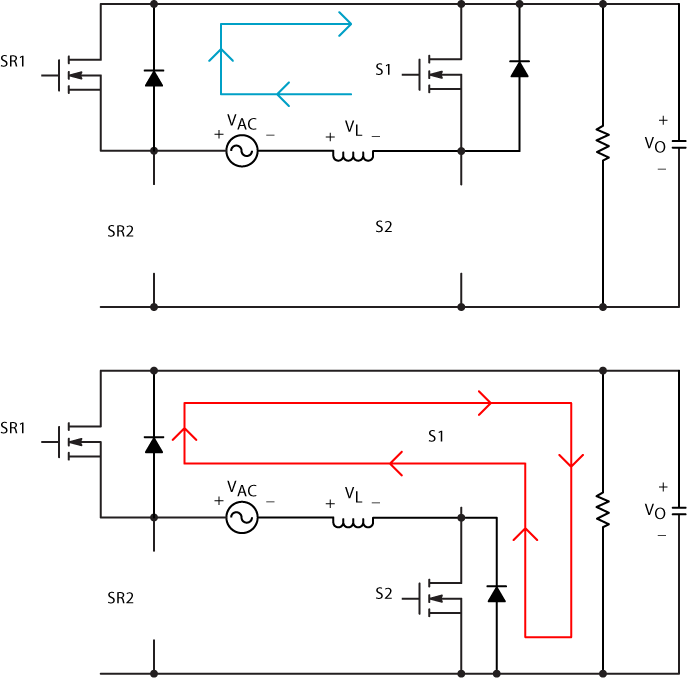 SR1
S1
VAC
+ −
VL
+ −
+
VO
−
SR2
S2
SR1
S1
VAC
+ −
VL
+ −
+
VO
−
SR2
S2